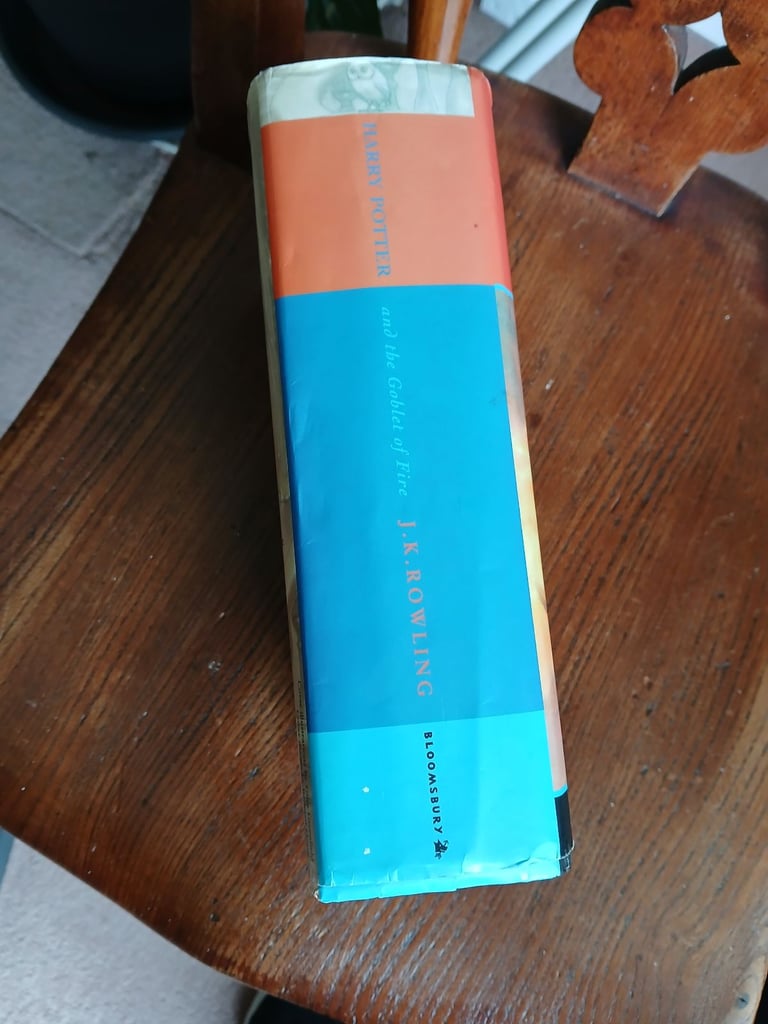 HARRY POTTER
and the Goblet of Fire
J.K.ROWLING
BLOOMSBURY